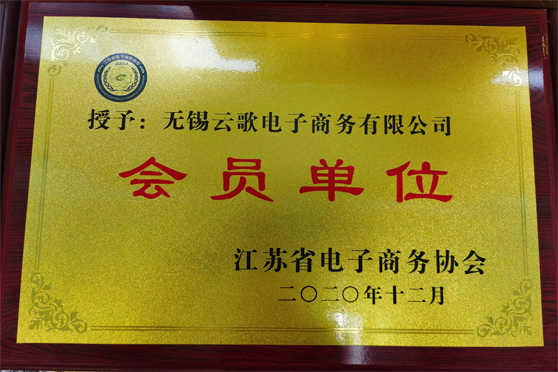 授予：无锡云歌电子商务有限公司
会员单位
江苏省电子商务协会
二〇二〇年十二月